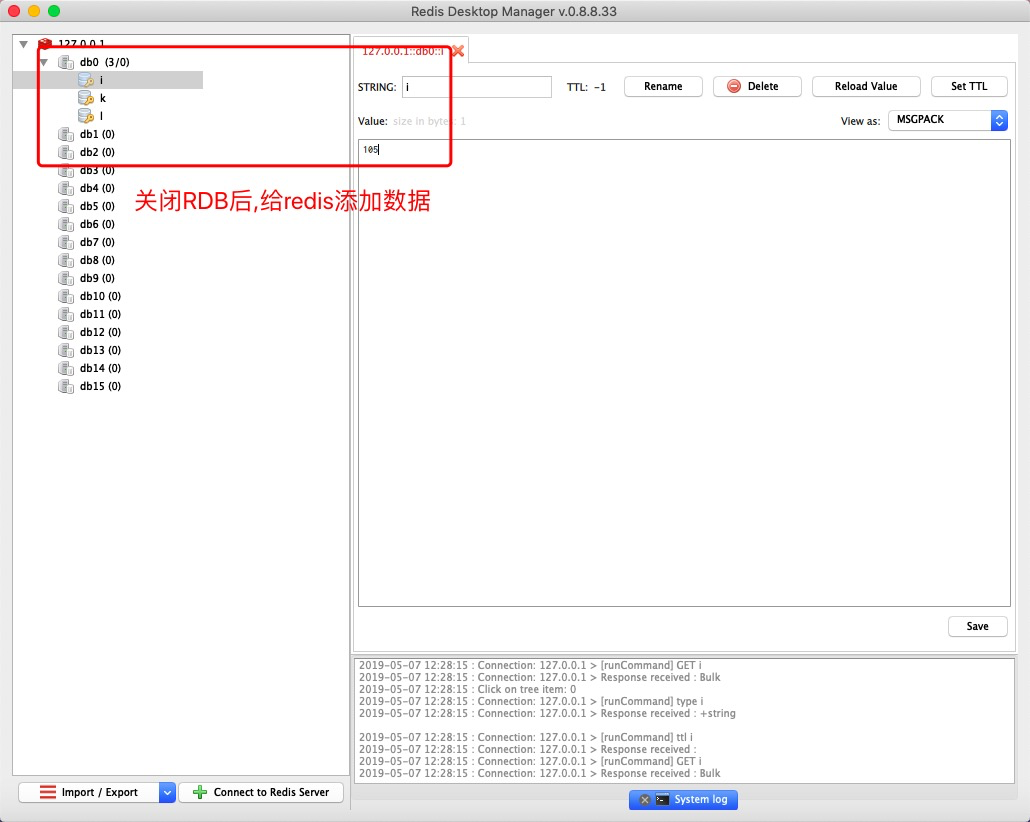 Redis Desktop Manager v.0.8.8.33
127.0.0.1
db0 (3/0)
i
k
l
db1 (0)
db2 (0)
db3 (0)
db4 (0)
db5 (0)
db6 (0)
db7 (0)
db8 (0)
db9 (0)
db10 (0)
db11 (0)
db12 (0)
db13 (0)
db14 (0)
db15 (0)
关闭RDB后,给redis添加数据
127.0.0.1::db0::i
STRING: i TTL: -1 Rename Delete Reload Value Set TTL
Value: size in bytes: 1 View as: MSGPACK
105
Save
2019-05-07 12:28:15 : Connection: 127.0.0.1 > [runCommand] GET i
2019-05-07 12:28:15 : Connection: 127.0.0.1 > Response received : Bulk
2019-05-07 12:28:15 : Click on tree item: 0
2019-05-07 12:28:15 : Connection: 127.0.0.1 > [runCommand] type i
2019-05-07 12:28:15 : Connection: 127.0.0.1 > Response received : +string
2019-05-07 12:28:15 : Connection: 127.0.0.1 > [runCommand] ttl i
2019-05-07 12:28:15 : Connection: 127.0.0.1 > Response received :
2019-05-07 12:28:15 : Connection: 127.0.0.1 > [runCommand] GET i
2019-05-07 12:28:15 : Connection: 127.0.0.1 > Response received : Bulk
Import / Export Connect to Redis Server System log